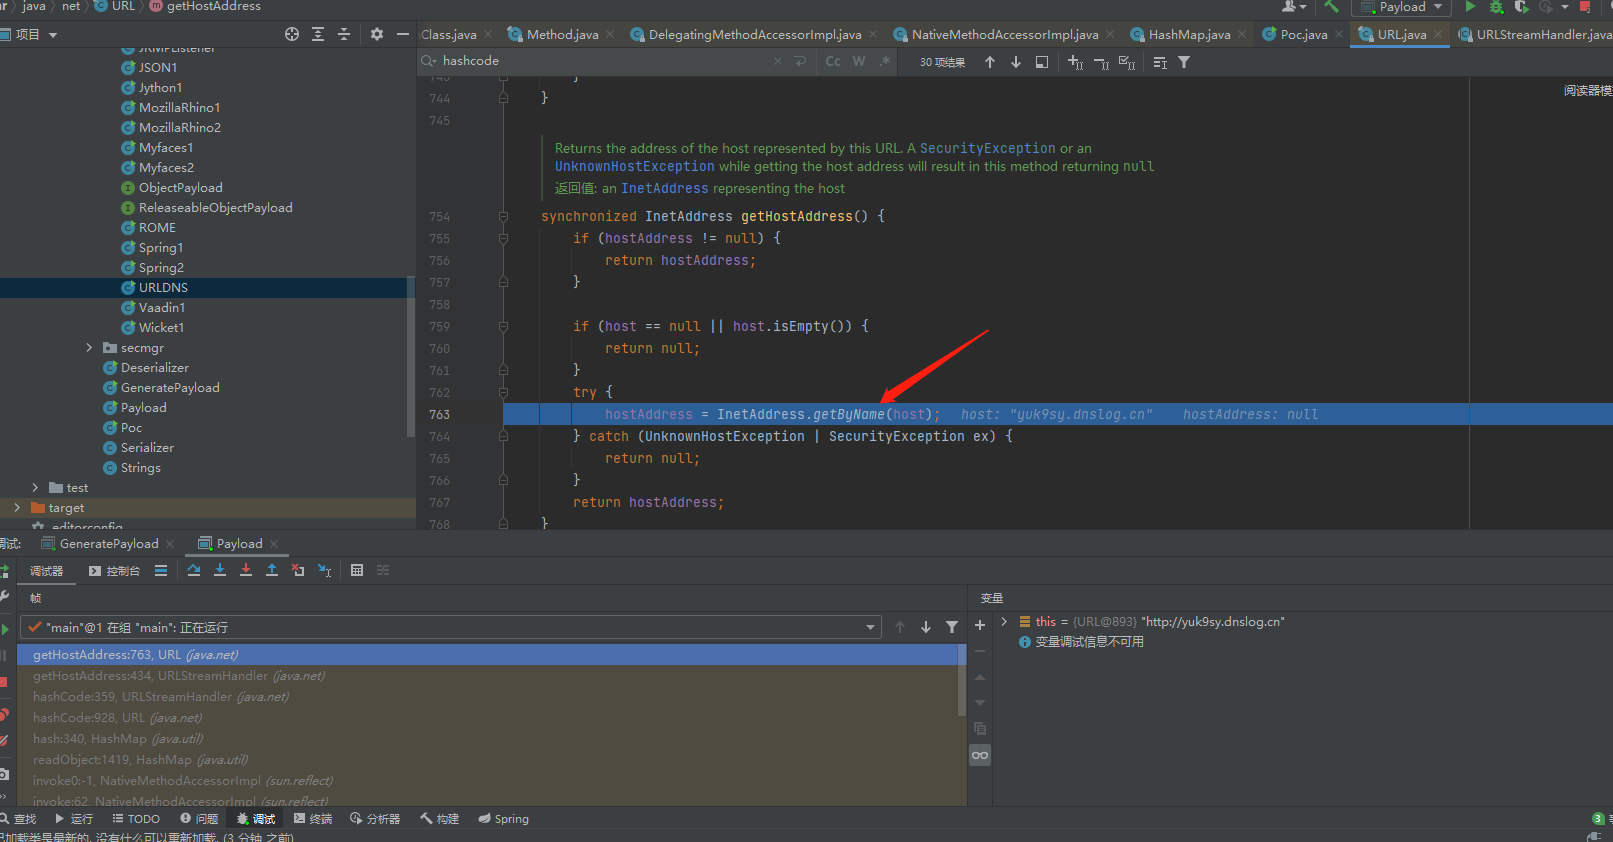 java net URL getHostAddress
Payload
项目
Class.java Method.java DelegatingMethodAccessorImpl.java NativeMethodAccessorImpl.java HashMap.java Poc.java URL.java URLStreamHandler.java
hashcode Cc W .* 30 项结果
阅读器模
JRMPListener
JSON1
Jython1
MozillaRhino1
MozillaRhino2
Myfaces1
Myfaces2
ObjectPayload
ReleaseableObjectPayload
ROME
Spring1
Spring2
URLDNS
Vaadin1
Wicket1
secmgr
Deserializer
GeneratePayload
Payload
Poc
Serializer
Strings
test
target
.editorconfig
743 }
744 }
745
Returns the address of the host represented by this URL. A SecurityException or an
UnknownHostException while getting the host address will result in this method returning null
返回值: an InetAddress representing the host
754 synchronized InetAddress getHostAddress() {
755 if (hostAddress != null) {
756 return hostAddress;
757 }
758
759 if (host == null || host.isEmpty()) {
760 return null;
761 }
762 try {
763 hostAddress = InetAddress.getByName(host); host: "yuk9sy.dnslog.cn" hostAddress: null
764 } catch (UnknownHostException | SecurityException ex) {
765 return null;
766 }
767 return hostAddress;
768 }
调试: GeneratePayload Payload
调试器 控制台
帧
"main"@1 在组 "main": 正在运行
getHostAddress:763, URL (java.net)
getHostAddress:434, URLStreamHandler (java.net)
hashCode:359, URLStreamHandler (java.net)
hashCode:928, URL (java.net)
hash:340, HashMap (java.util)
readObject:1419, HashMap (java.util)
invoke0:-1, NativeMethodAccessorImpl (sun.reflect)
invoke:62, NativeMethodAccessorImpl (sun.reflect)
变量
this = {URL@893} "http://yuk9sy.dnslog.cn"
变量调试信息不可用
查找 运行 TODO 问题 调试 终端 分析器 构建 Spring
3
已加载类是最新的. 没有什么可以重新加载. (3 分钟 之前)